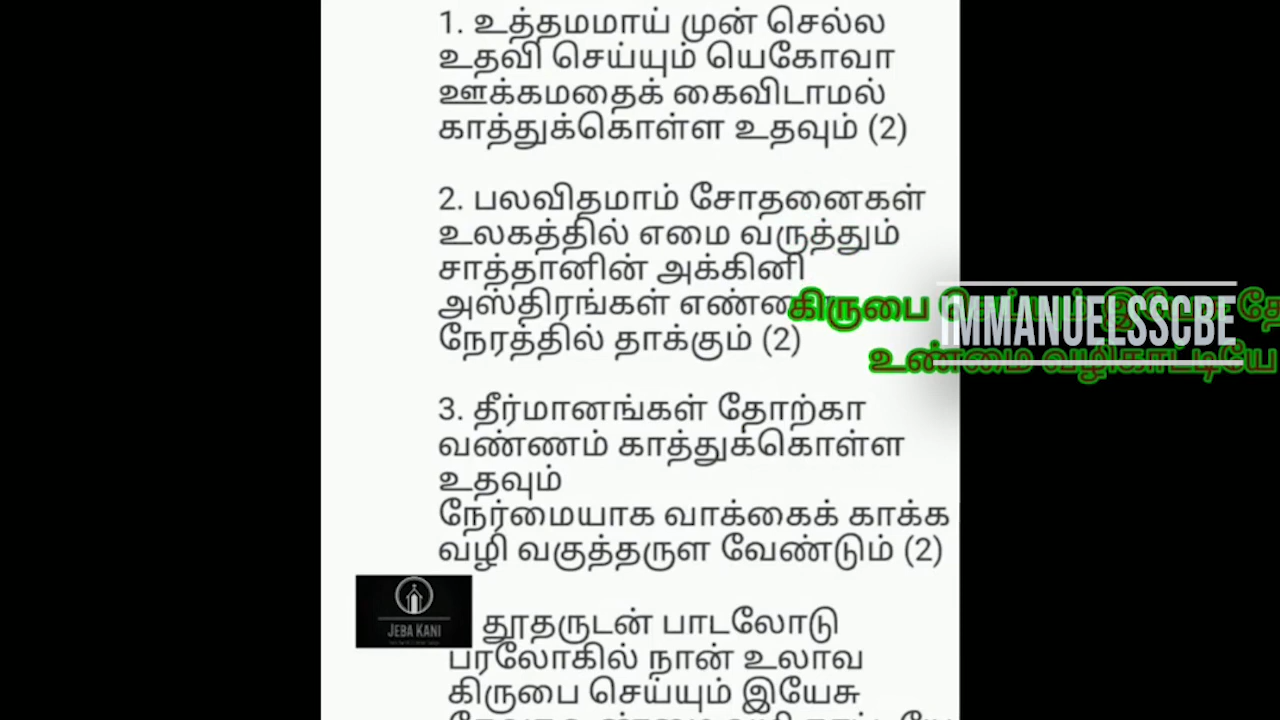 1. உத்தமமாய் முன் செல்ல
உதவி செய்யும் யெகோவா
ஊக்கமதைக் கைவிடாமல்
காத்துக்கொள்ள உதவும் (2)
2. பலவிதமாம் சோதனைகள்
உலகத்தில் எமை வருத்தும்
சாத்தானின் அக்கினி
அஸ்திரங்கள்
நேரத்தில் தாக்கும் (2)
கிருபை
IMMANUELSSCBE
உண்மை வழிகாட்டியே
3. தீர்மானங்கள் தோற்கா
வண்ணம் காத்துக்கொள்ள
உதவும்
நேர்மையாக வாக்கைக் காக்க
வழி வகுத்தருள வேண்டும் (2)
JEBA KANI
தூதருடன் பாடலோடு
பரலோகில் நான் உலாவ
கிருபை செய்யும் இயேசு